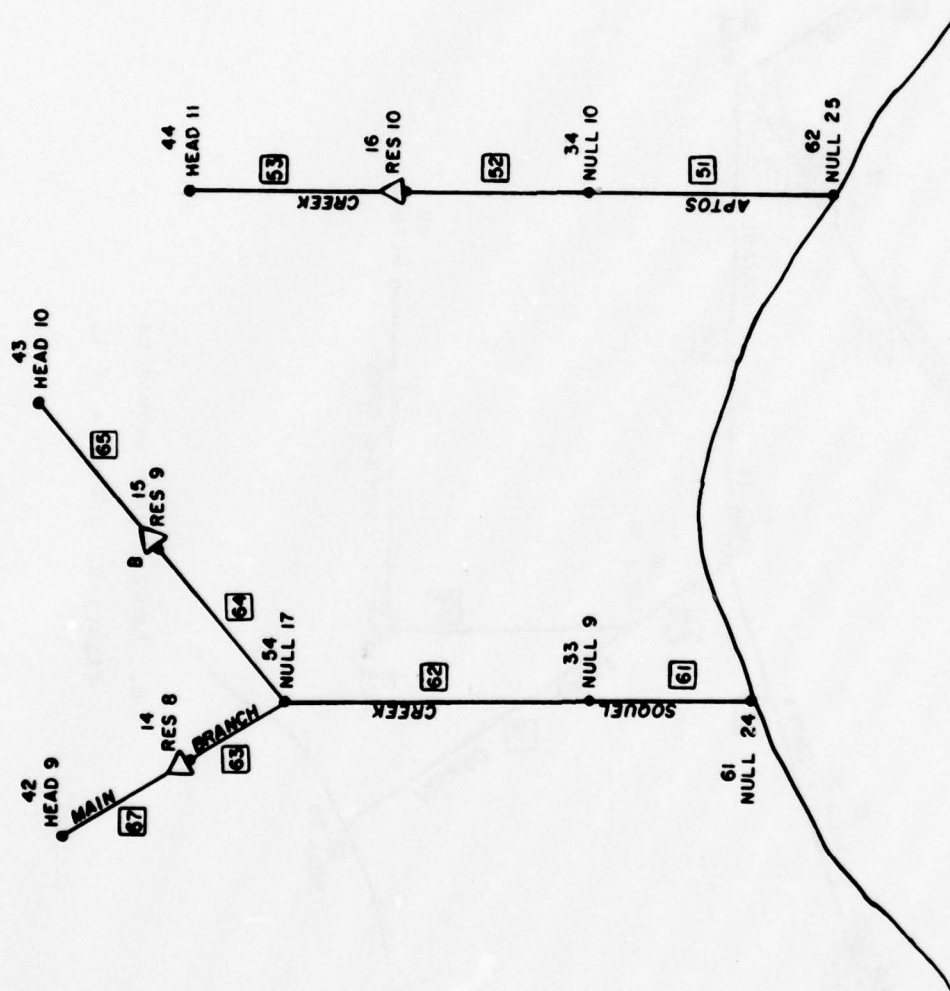 44
HEAD 11
53
CREEK
16
RES 10
52
34
NULL 10
51
APTOS
62
NULL 25
43
HEAD 10
65
15
RES 9
B
64
54
NULL 17
42
HEAD 9
MAIN
67
14
RES 8
BRANCH
63
62
CREEK
33
NULL 9
61
SOQUEL
61
NULL 24